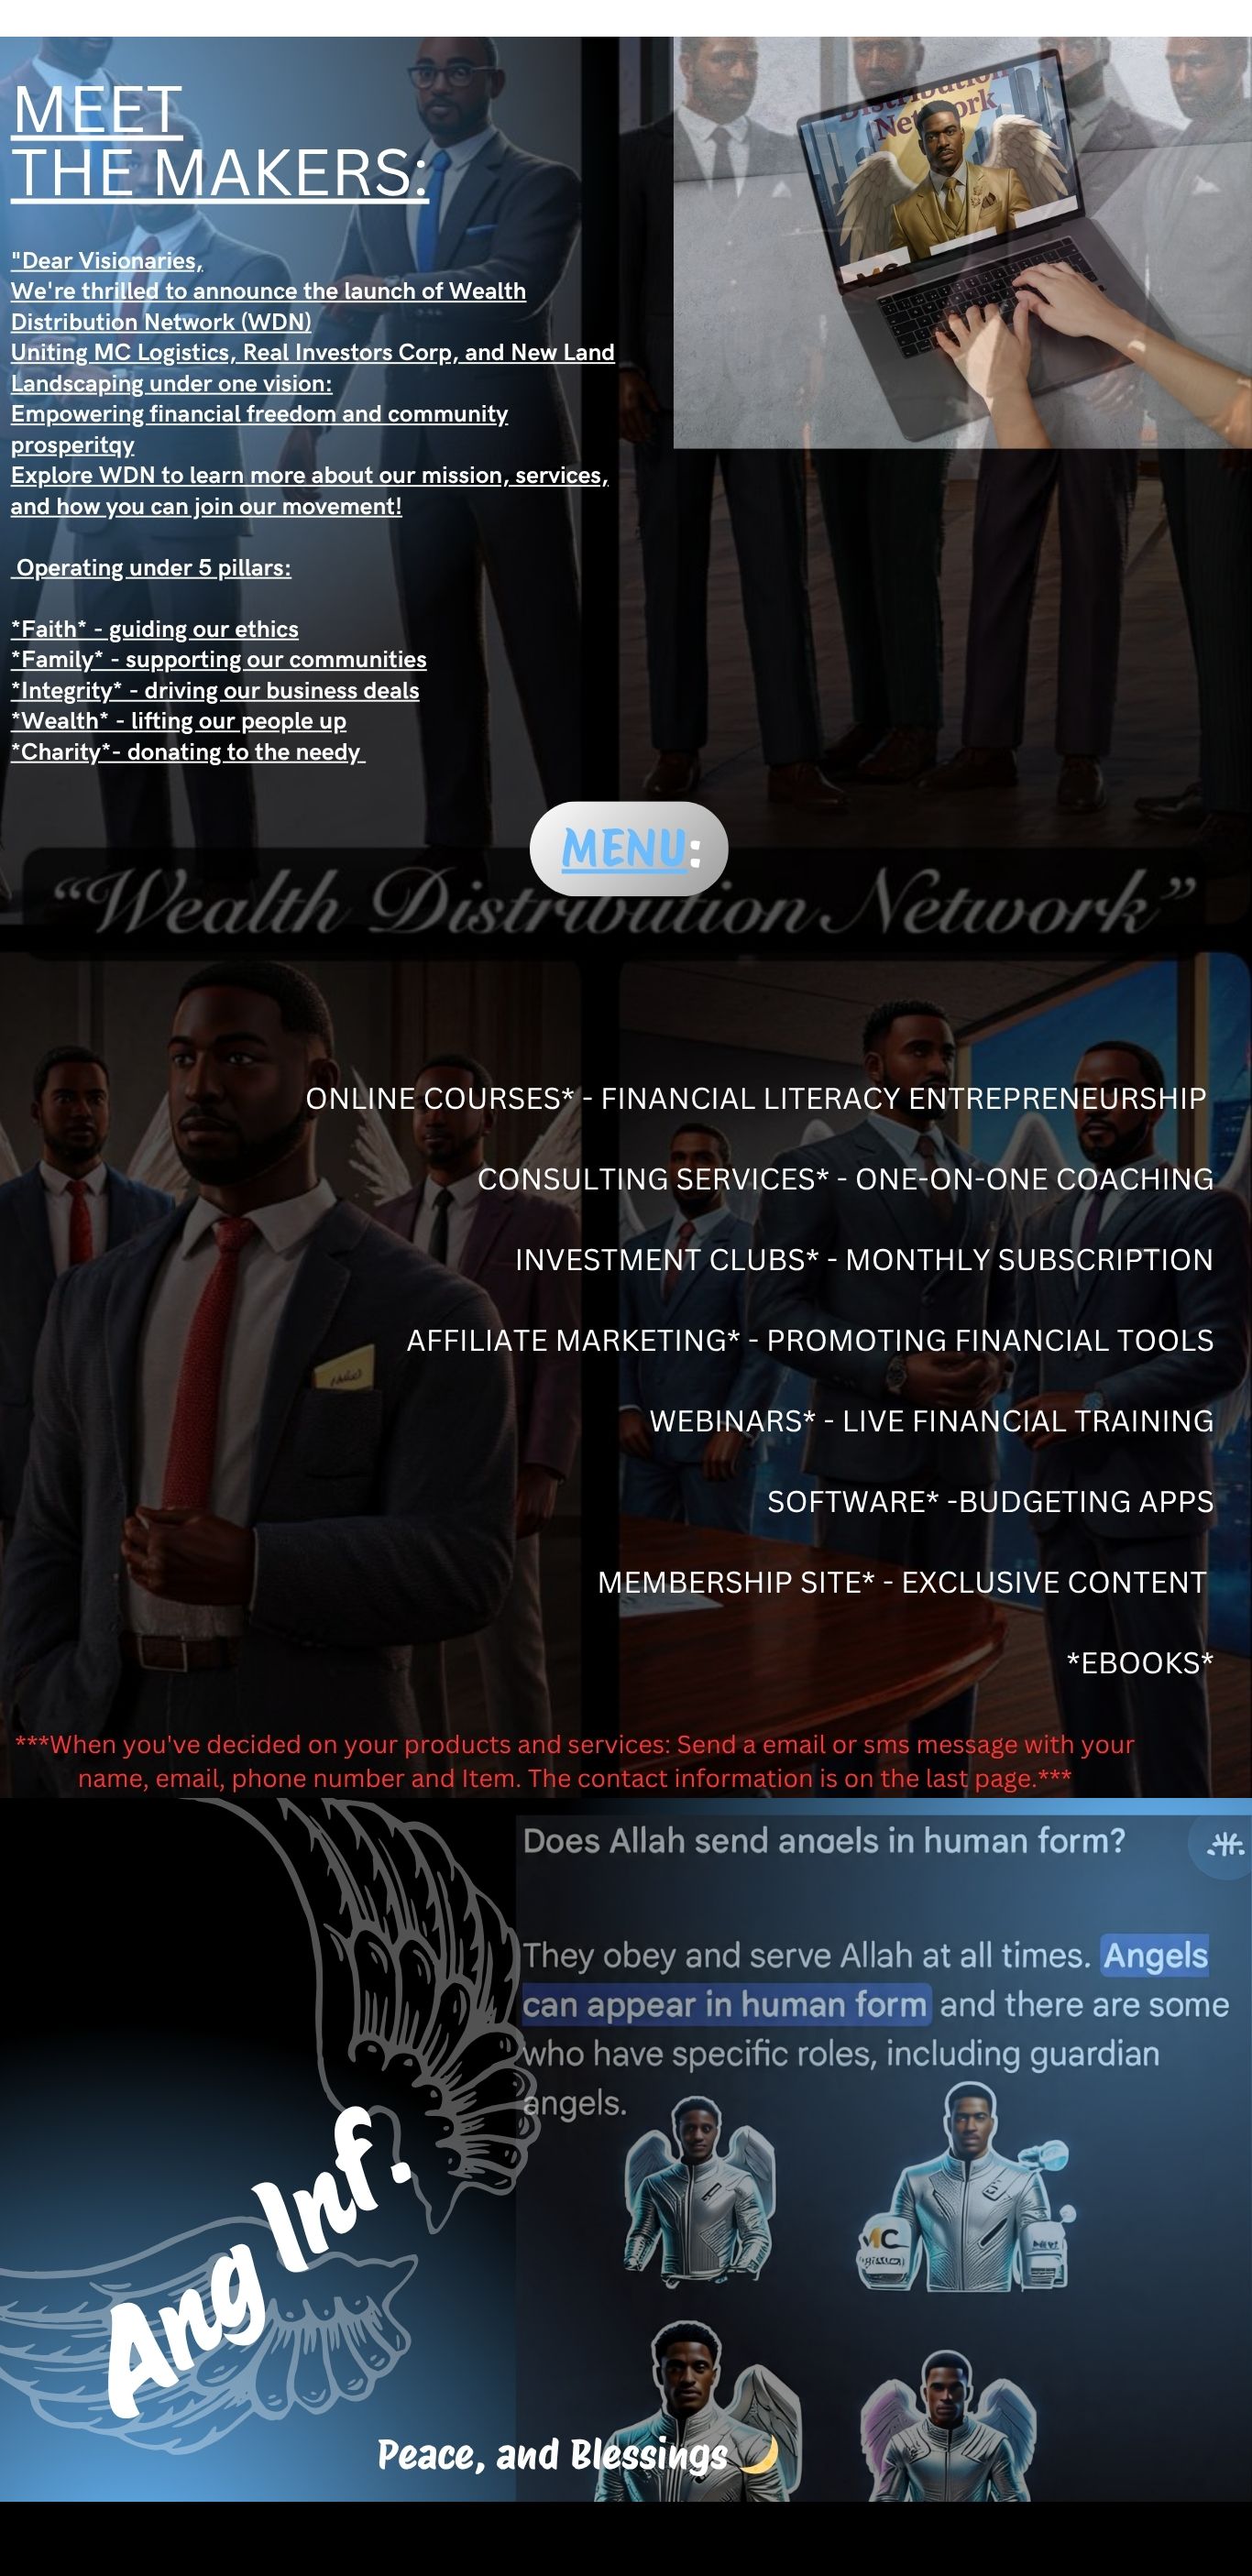 MEET
THE MAKERS:
"Dear Visionaries,
We're thrilled to announce the launch of Wealth
Distribution Network (WDN)
Uniting MC Logistics, Real Investors Corp, and New Land
Landscaping under one vision:
Empowering financial freedom and community
prosperitqy
Explore WDN to learn more about our mission, services,
and how you can join our movement!
Operating under 5 pillars:
*Faith* - guiding our ethics
*Family* - supporting our communities
*Integrity* - driving our business deals
*Wealth* - lifting our people up
*Charity*- donating to the needy
Distribution
Network
MENU:
"Wealth Distribution Network"
ONLINE COURSES* - FINANCIAL LITERACY ENTREPRENEURSHIP
CONSULTING SERVICES* - ONE-ON-ONE COACHING
INVESTMENT CLUBS* - MONTHLY SUBSCRIPTION
AFFILIATE MARKETING* - PROMOTING FINANCIAL TOOLS
WEBINARS* - LIVE FINANCIAL TRAINING
SOFTWARE* -BUDGETING APPS
MEMBERSHIP SITE* - EXCLUSIVE CONTENT
*EBOOKS*
***When you've decided on your products and services: Send a email or sms message with your
name, email, phone number and Item. The contact information is on the last page.***
Does Allah send angels in human form?
They obey and serve Allah at all times. Angels
can appear in human form and there are some
who have specific roles, including guardian
angels.
Ang Inf.
MC
Peace, and Blessings 🌙